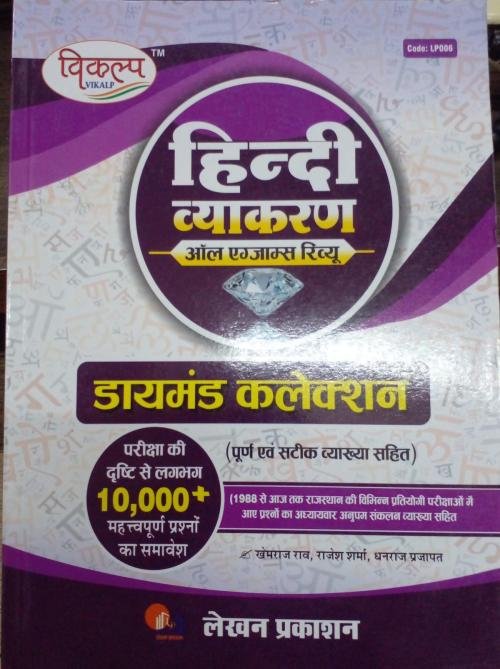 Code: LP006
विकल्प TM
VIKALP
हिन्दी
व्याकरण
ऑल एग्जाम्स रिव्यू
डायमंड कलेक्शन
(पूर्ण एवं सटीक व्याख्या सहित)
परीक्षा की
दृष्टि से लगभग
10,000+
महत्त्वपूर्ण प्रश्नों
का समावेश
(1988 से आज तक राजस्थान की विभिन्न प्रतियोगी परीक्षाओं में
आए प्रश्नों का अध्यायवार अनुपम संकलन व्याख्या सहित
खेमराज राव, राजेश शर्मा, धनराज प्रजापत
लेखन प्रकाशन